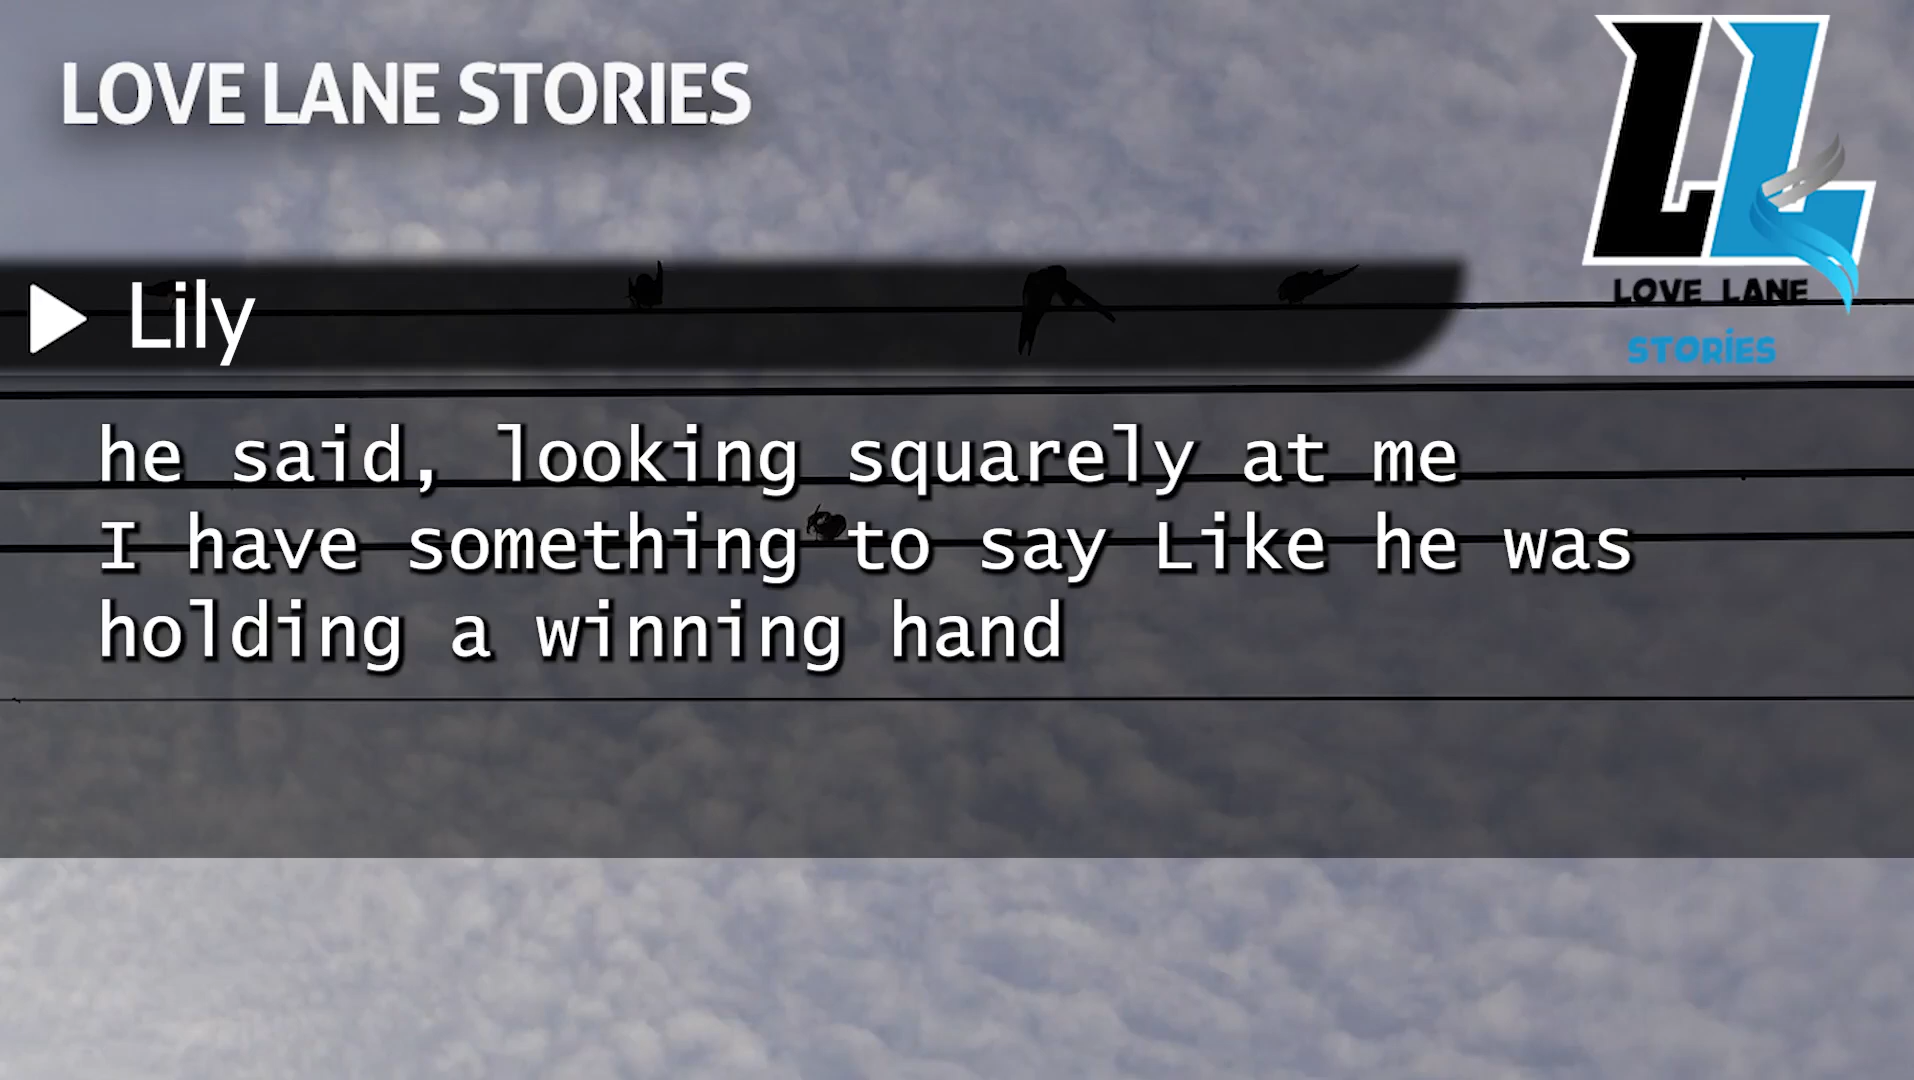 LOVE LANE STORIES
LL
LOVE LANE
STORIES
Lily
he said, looking squarely at me
I have something to say Like he was
holding a winning hand